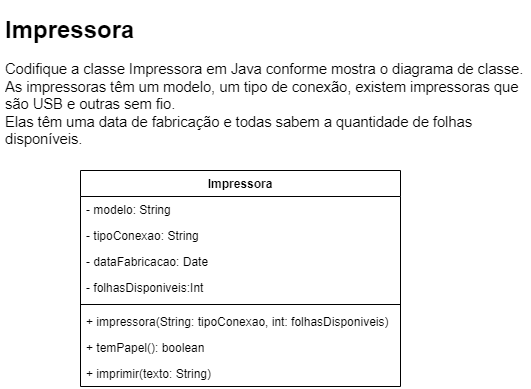 Impressora
Codifique a classe Impressora em Java conforme mostra o diagrama de classe.
As impressoras têm um modelo, um tipo de conexão, existem impressoras que
são USB e outras sem fio.
Elas têm uma data de fabricação e todas sabem a quantidade de folhas
disponíveis.
Impressora
- modelo: String
- tipoConexao: String
- dataFabricacao: Date
- folhasDisponiveis:Int
+ impressora(String: tipoConexao, int: folhasDisponiveis)
+ temPapel(): boolean
+ imprimir(texto: String)